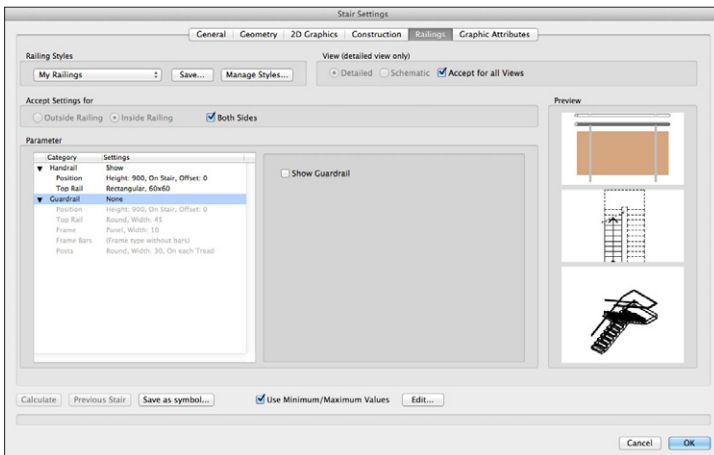 Stair Settings
General Geometry 2D Graphics Construction Railings Graphic Attributes
Railing Styles
My Railings Save... Manage Styles...
View (detailed view only)
Detailed Schematic Accept for all Views
Accept Settings for
Outside Railing Inside Railing Both Sides
Preview
Parameter
Category Settings
Handrail Show
Position Height: 900, On Stair, Offset: 0
Top Rail Rectangular, 60x60
Guardrail None
Position Height: 900, On Stair, Offset: 0
Top Rail Round, Width: 45
Frame Panel, Width: 10
Frame Bars (Frame type without bars)
Posts Round, Width: 30, On each Tread
Show Guardrail
Calculate Previous Stair Save as symbol... Use Minimum/Maximum Values Edit...
Cancel OK